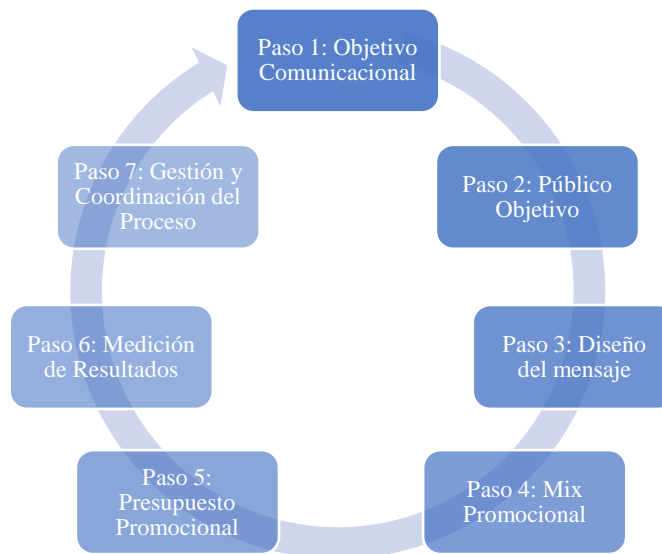 Paso 1: Objetivo
Comunicacional
Paso 2: Público
Objetivo
Paso 3: Diseño
del mensaje
Paso 4: Mix
Promocional
Paso 5:
Presupuesto
Promocional
Paso 6: Medición
de Resultados
Paso 7: Gestión y
Coordinación del
Proceso